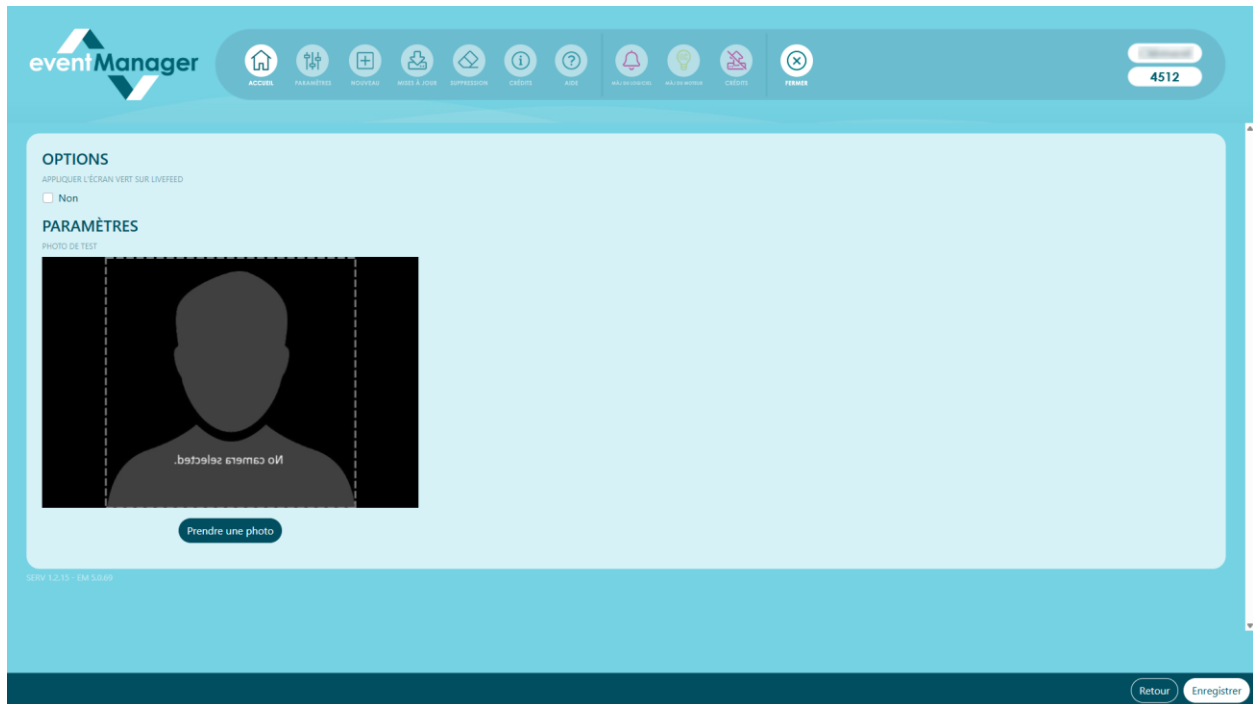 eventManager
ACCUEIL
PARAMÈTRES
NOUVEAU
MISES À JOUR
SUPPRESSION
CRÉDITS
AIDE
CRÉDITS
FERMER
4512
OPTIONS
APPLIQUER L'ÉCRAN VERT SUR LIVEFEED
Non
PARAMÈTRES
PHOTO DE TEST
No camera selected.
Prendre une photo
SERV 1.2.15 - EM 5.0.69
Retour
Enregistrer